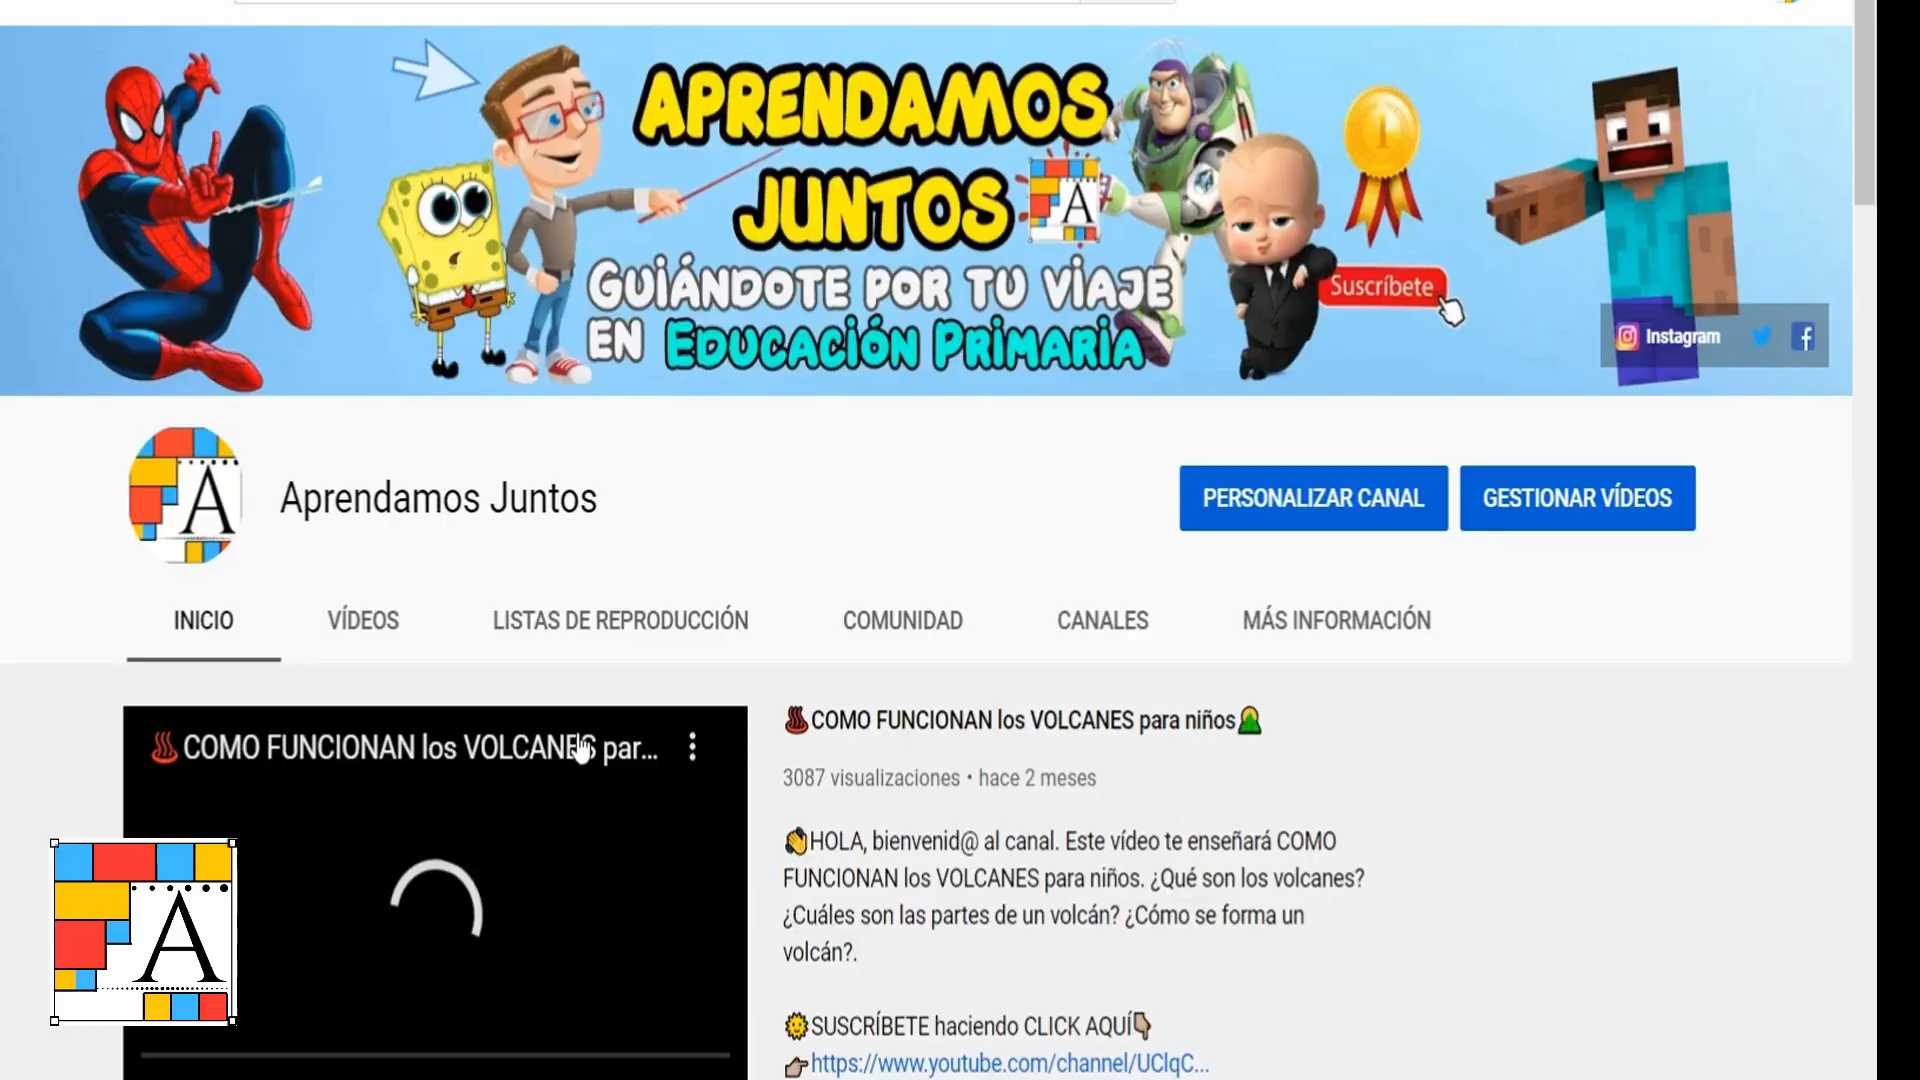 APRENDAMOS
JUNTOS
A
GUIÁNDOTE POR TU VIAJE
EN EDUCACIÓN PRIMARIA
1
Suscríbete
Instagram
A
Aprendamos Juntos
PERSONALIZAR CANAL
GESTIONAR VÍDEOS
INICIO
VÍDEOS
LISTAS DE REPRODUCCIÓN
COMUNIDAD
CANALES
MÁS INFORMACIÓN
COMO FUNCIONAN los VOLCANES par...
COMO FUNCIONAN los VOLCANES para niños
3087 visualizaciones • hace 2 meses
HOLA, bienvenid@ al canal. Este vídeo te enseñará COMO
FUNCIONAN los VOLCANES para niños. ¿Qué son los volcanes?
¿Cuáles son las partes de un volcán? ¿Cómo se forma un
volcán?.
SUSCRÍBETE haciendo CLICK AQUÍ
https://www.youtube.com/channel/UClqC...
A